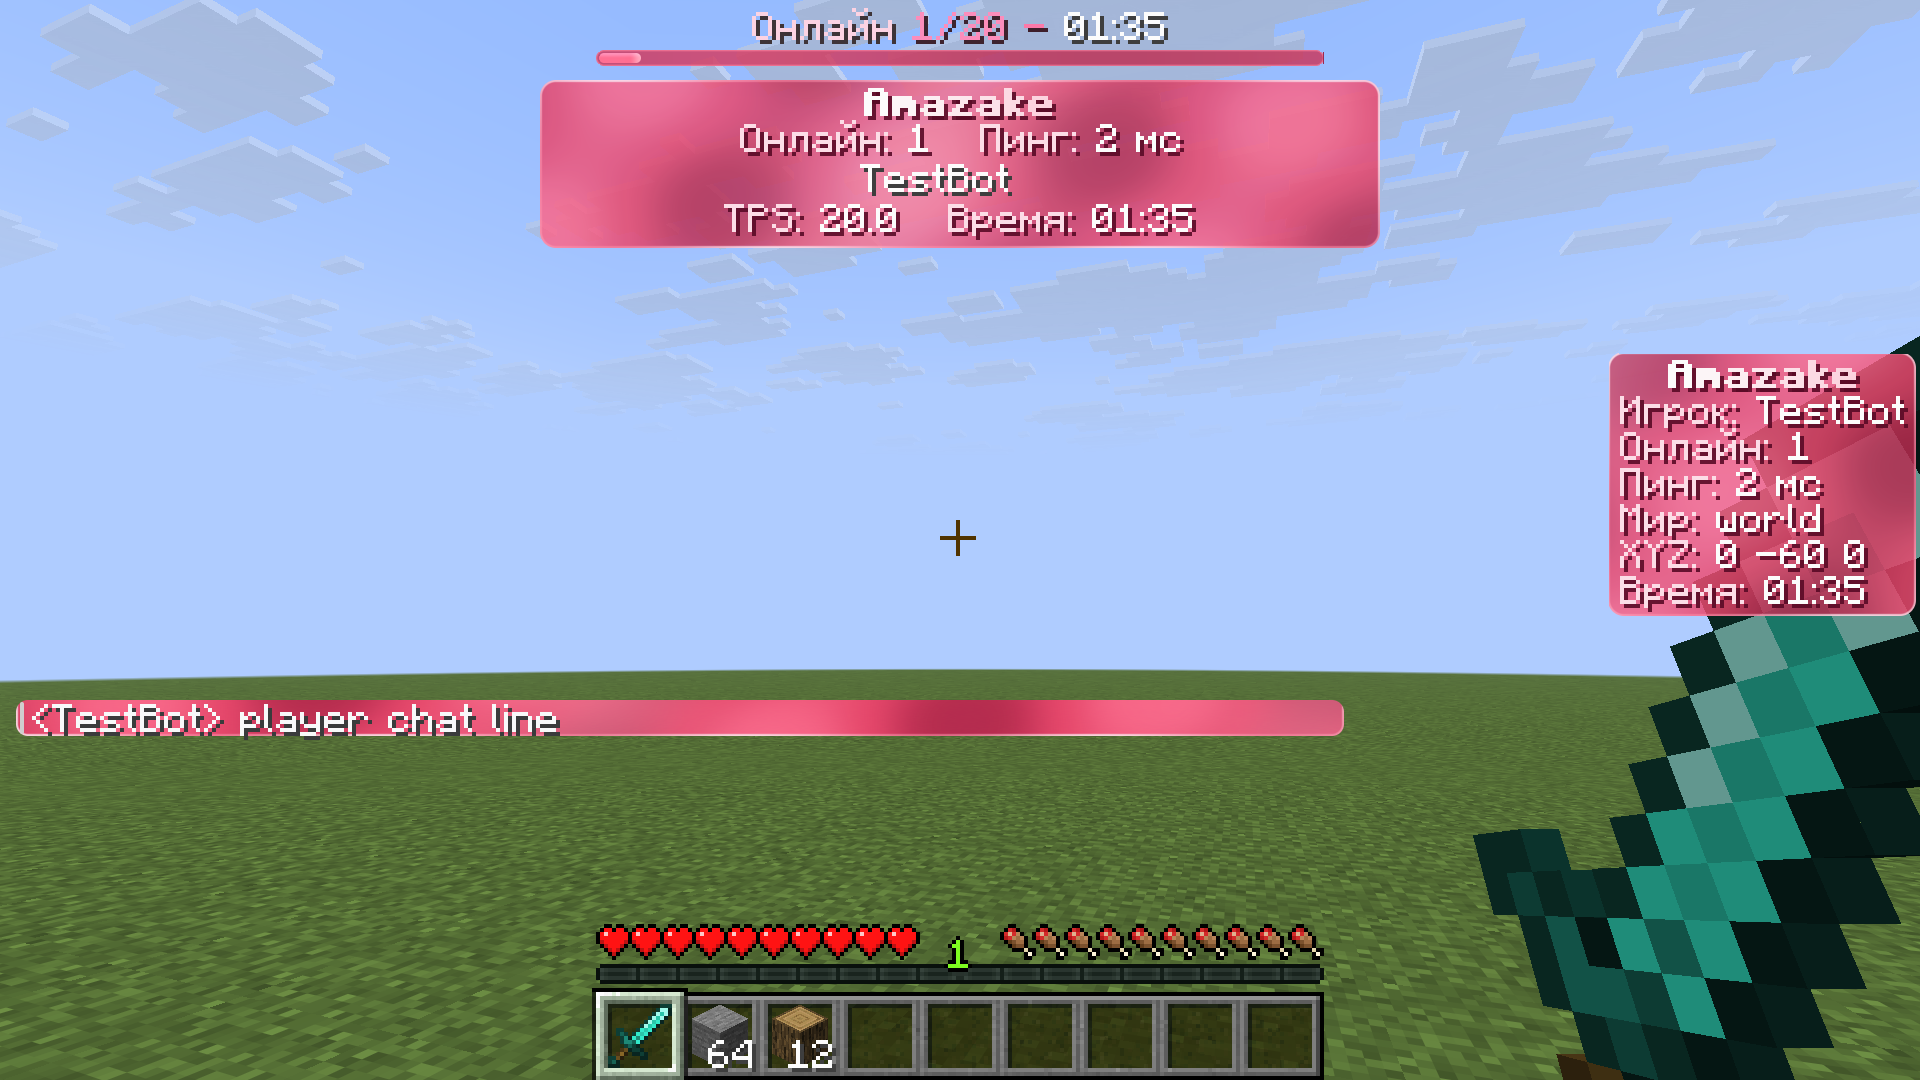 Онлайн 1/20 - 01:35
Amazake
Онлайн: 1 Пинг: 2 мс
TestBot
TPS: 20.0 Время: 01:35
Amazake
Игрок: TestBot
Онлайн: 1
Пинг: 2 мс
Мир: world
XYZ: 0 -60 0
Время: 01:35
<TestBot> player chat line
1
64 12